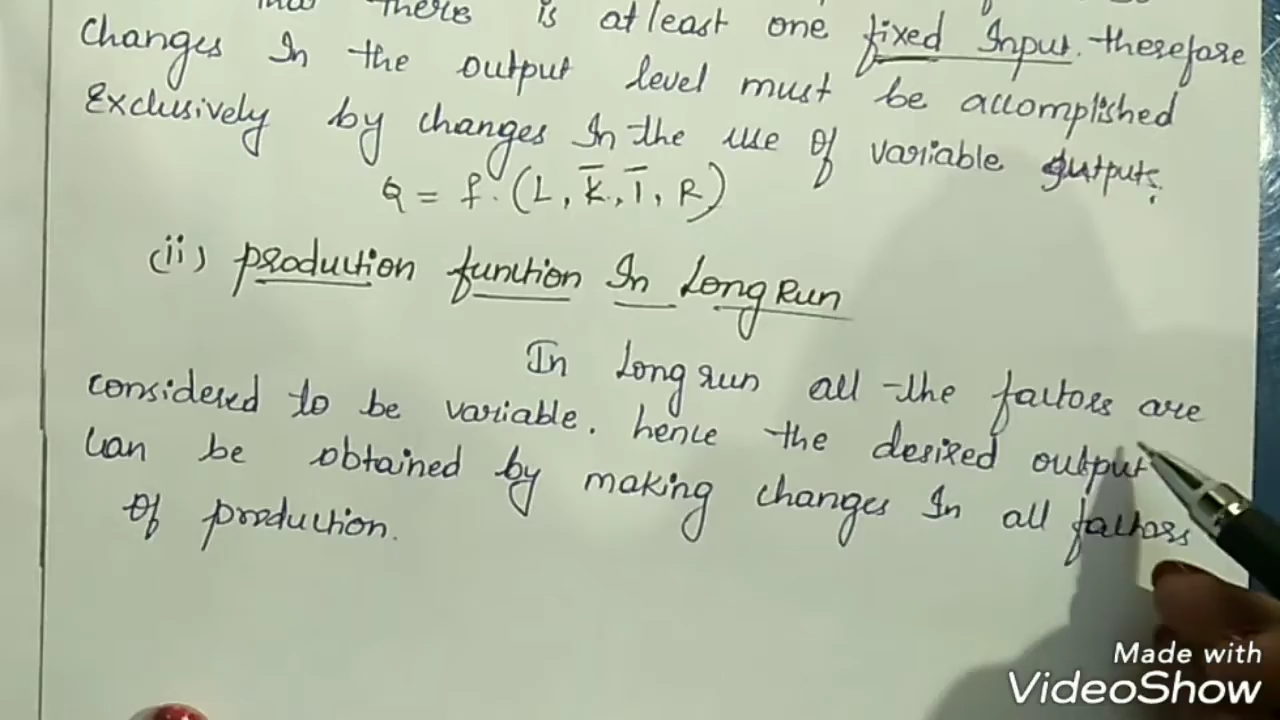 there is atleast one fixed Input. therefore
changes In the output level must be accomplished
Exclusively by changes In the use of variable outputs.
Q = f. (L, K̅, T̅, R)
(ii) production function In Long Run
In Long run all the factors are
considered to be variable. hence the desired output
can be obtained by making changes In all factors
Of production.
Made with
VideoShow